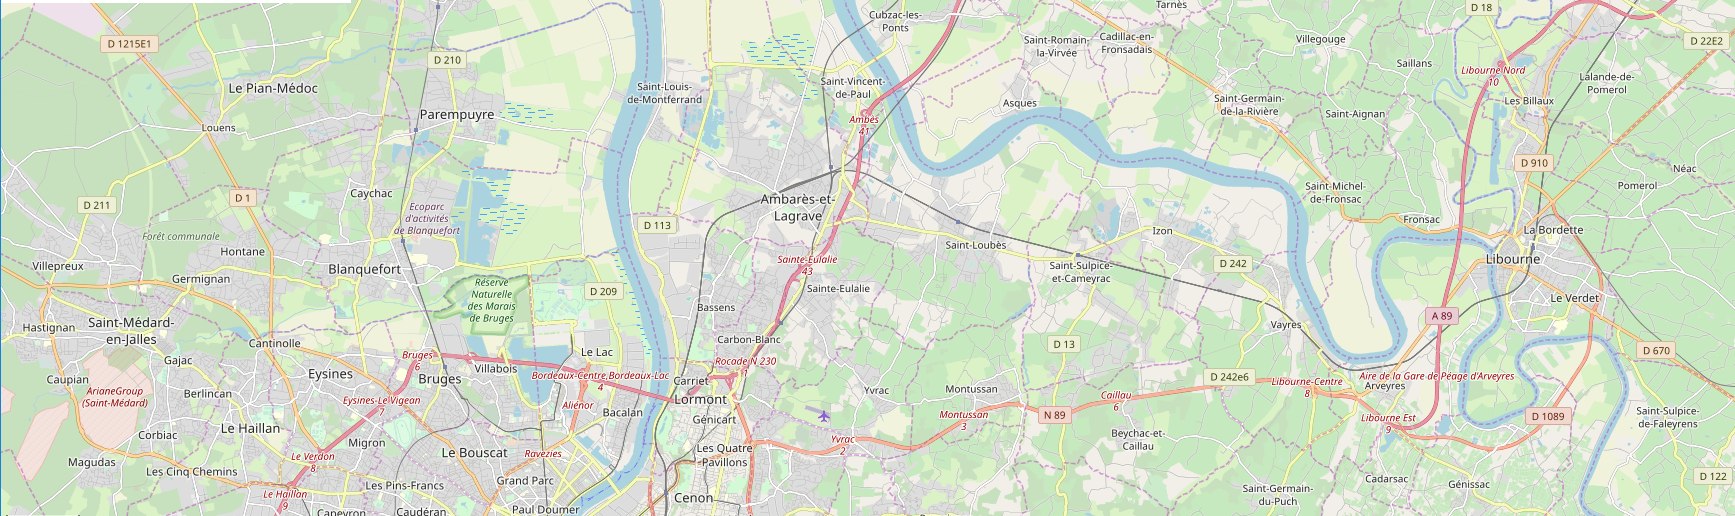 Tarnès
D 18
Cubzac-les-
Ponts
D 1215E1
Saint-Romain-
la-Virvée
Cadillac-en-
Fronsadais
Villegouge
D 22E2
D 210
Saillans
Libourne Nord
10
Lalande-de-
Pomerol
Le Pian-Médoc
Saint-Louis-
de-Montferrand
Saint-Vincent-
de-Paul
Asques
Saint-Germain-
de-la-Rivière
Les Billaux
Parempuyre
Saint-Aignan
Louens
Ambès
41
D 910
Néac
Caychac
D 1
D 211
Ambarès-et-
Lagrave
Saint-Michel-
de-Fronsac
Pomerol
Ecoparc
d'activités
de Blanquefort
D 113
Fronsac
Forêt communale
Izon
La Bordette
Hontane
Saint-Loubès
Libourne
Villepreux
Blanquefort
Sainte-Eulalie
43
Saint-Sulpice-
et-Cameyrac
D 242
Germignan
Réserve
Naturelle
des Marais
de Bruges
D 209
Sainte-Eulalie
Le Verdet
Bassens
A 89
Hastignan
Saint-Médard-
en-Jalles
Vayres
Cantinolle
Carbon-Blanc
D 13
D 670
Gajac
Bruges
6
Le Lac
Rocade N 230
1
Caupian
Eysines
Bruges
Villabois
Bordeaux-Centre,Bordeaux-Lac
4
Carriet
D 242e6
Libourne-Centre
8
Aire de la Gare de Péage d'Arveyres
Arveyres
ArianeGroup
(Saint-Médard)
Berlincan
Eysines-Le Vigean
7
Aliénor
Lormont
Yvrac
Montussan
Caillau
6
Bacalan
Génicart
Montussan
3
N 89
Libourne Est
9
D 1089
Saint-Sulpice-
de-Faleyrens
Corbiac
Le Haillan
Migron
Beychac-et-
Caillau
Yvrac
2
Le Verdon
8
Le Bouscat
Ravezies
Les Quatre
Pavillons
Magudas
Les Cinq Chemins
Grand Parc
Cadarsac
Génissac
D 122
Les Pins-Francs
Le Haillan
9
Cenon
Saint-Germain-
du-Puch
Capeyron
Caudéran
Paul Doumer